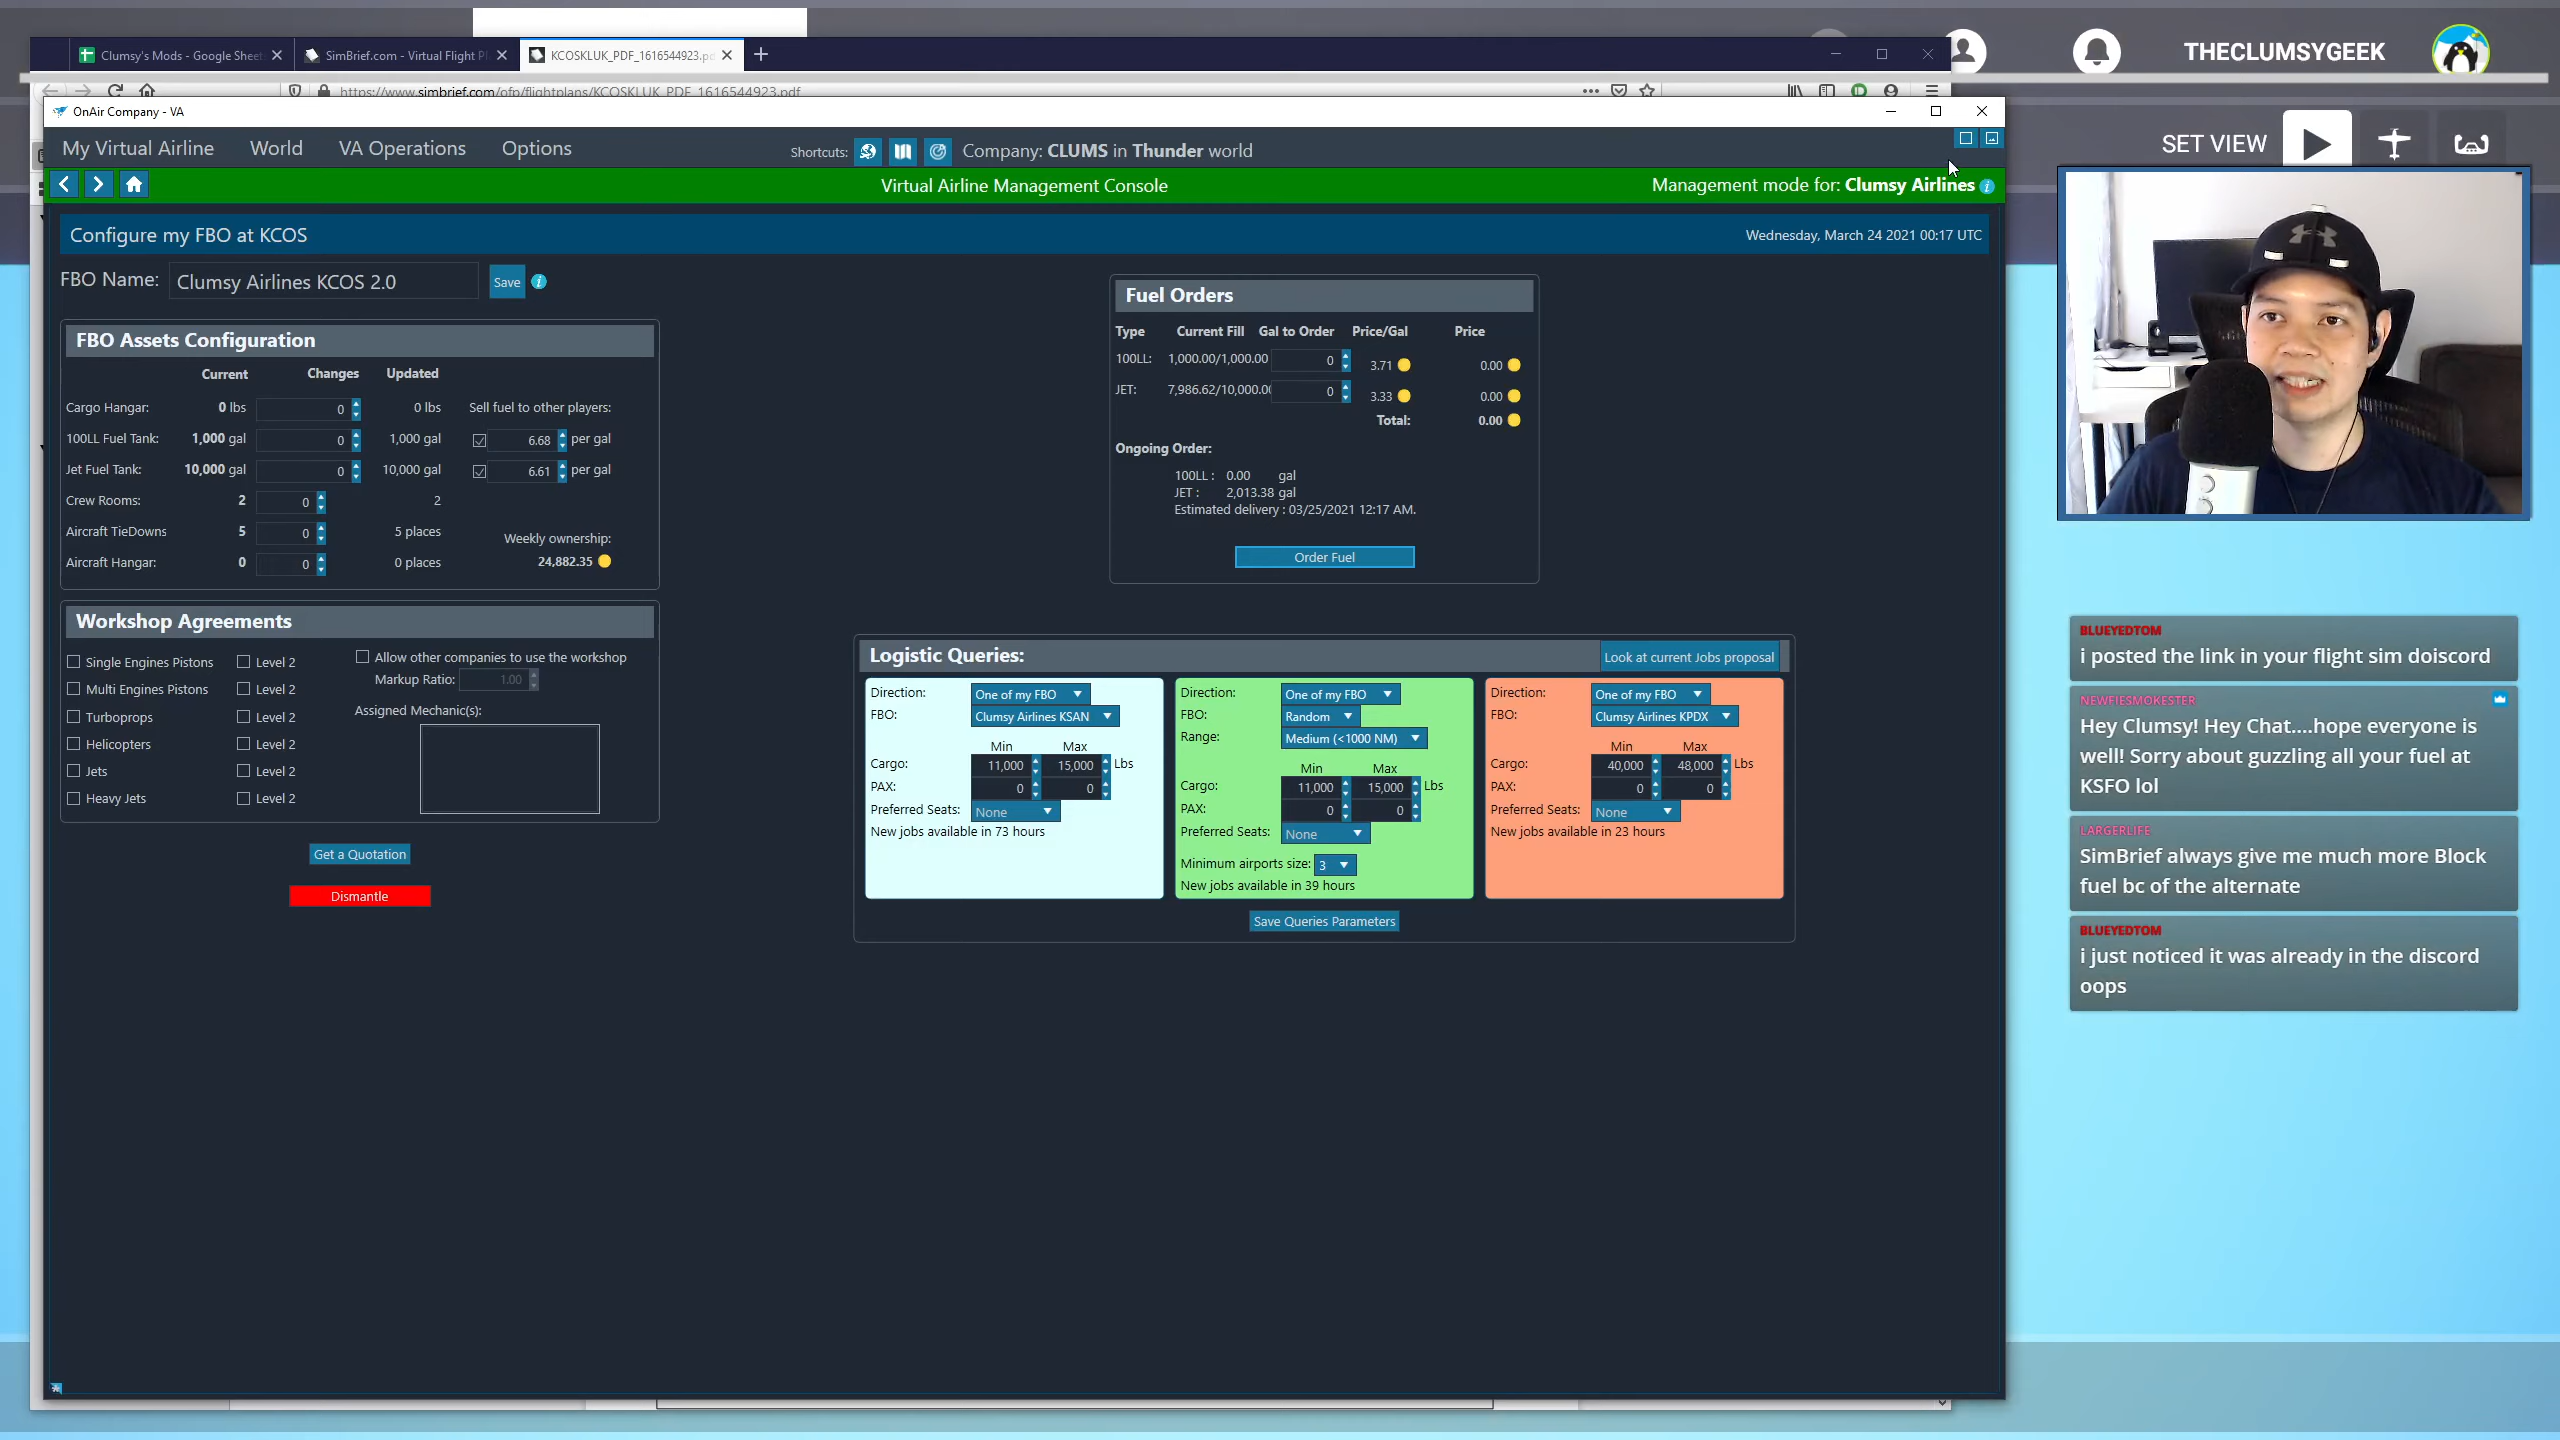 Clumsy's Mods - Google Sheet
SimBrief.com - Virtual Flight P
KCOSKLUK_PDF_1616544923.p
https://www.simbrief.com/ofp/flightplans/KCOSKLUK_PDF_1616544923.pdf
THECLUMSYGEEK
SET VIEW
OnAir Company - VA
My Virtual Airline World VA Operations Options
Shortcuts: Company: CLUMS in Thunder world
Virtual Airline Management Console
Management mode for: Clumsy Airlines
Configure my FBO at KCOS
Wednesday, March 24 2021 00:17 UTC
FBO Name: Clumsy Airlines KCOS 2.0 Save
FBO Assets Configuration
Current Changes Updated
Cargo Hangar: 0 lbs 0 0 lbs Sell fuel to other players:
100LL Fuel Tank: 1,000 gal 0 1,000 gal 6.68 per gal
Jet Fuel Tank: 10,000 gal 0 10,000 gal 6.61 per gal
Crew Rooms: 2 0 2
Aircraft TieDowns 5 0 5 places
Weekly ownership:
Aircraft Hangar: 0 0 0 places 24,882.35
Workshop Agreements
Single Engines Pistons Level 2
Multi Engines Pistons Level 2
Turboprops Level 2
Helicopters Level 2
Jets Level 2
Heavy Jets Level 2
Allow other companies to use the workshop
Markup Ratio: 1.00
Assigned Mechanic(s):
Get a Quotation
Dismantle
Fuel Orders
Type Current Fill Gal to Order Price/Gal Price
100LL: 1,000.00/1,000.00 0 3.71 0.00
JET: 7,986.62/10,000.00 0 3.33 0.00
Total: 0.00
Ongoing Order:
100LL : 0.00 gal
JET : 2,013.38 gal
Estimated delivery : 03/25/2021 12:17 AM.
Order Fuel
Logistic Queries:
Look at current Jobs proposal
Direction: One of my FBO
FBO: Clumsy Airlines KSAN
Min Max
Cargo: 11,000 15,000 Lbs
PAX: 0 0
Preferred Seats: None
New jobs available in 73 hours
Direction: One of my FBO
FBO: Random
Range: Medium (<1000 NM)
Min Max
Cargo: 11,000 15,000 Lbs
PAX: 0 0
Preferred Seats: None
Minimum airports size: 3
New jobs available in 39 hours
Direction: One of my FBO
FBO: Clumsy Airlines KPDX
Min Max
Cargo: 40,000 48,000 Lbs
PAX: 0 0
Preferred Seats: None
New jobs available in 23 hours
Save Queries Parameters
BLUEYEDTOM
i posted the link in your flight sim doiscord
NEWFIESMOKESTER
Hey Clumsy! Hey Chat....hope everyone is
well! Sorry about guzzling all your fuel at
KSFO lol
LARGERLIFE
SimBrief always give me much more Block
fuel bc of the alternate
BLUEYEDTOM
i just noticed it was already in the discord
oops